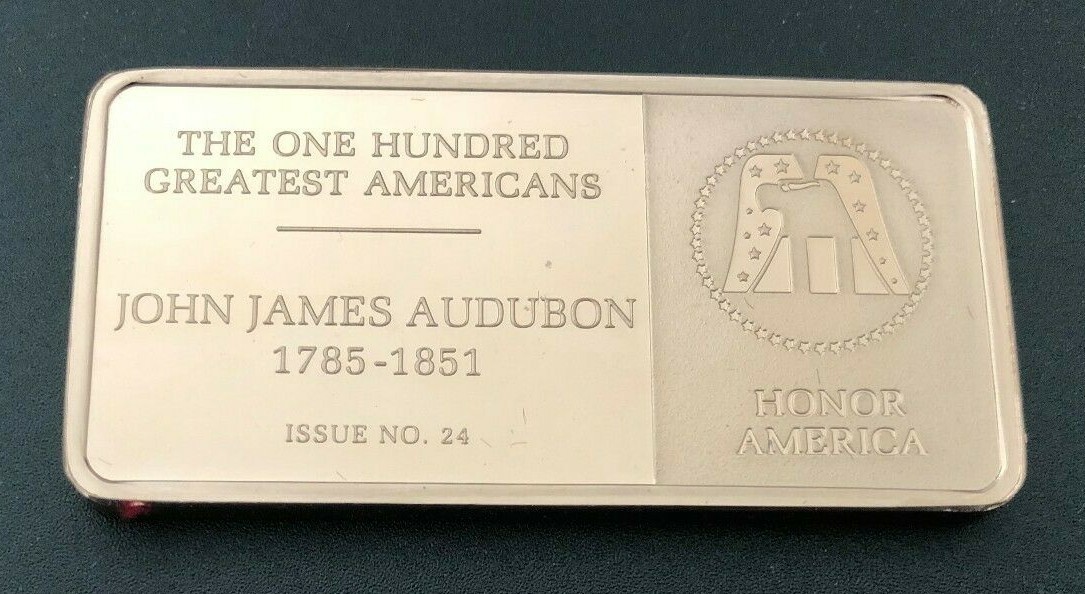 THE ONE HUNDRED
GREATEST AMERICANS
JOHN JAMES AUDUBON
1785-1851
ISSUE NO. 24
HONOR
AMERICA